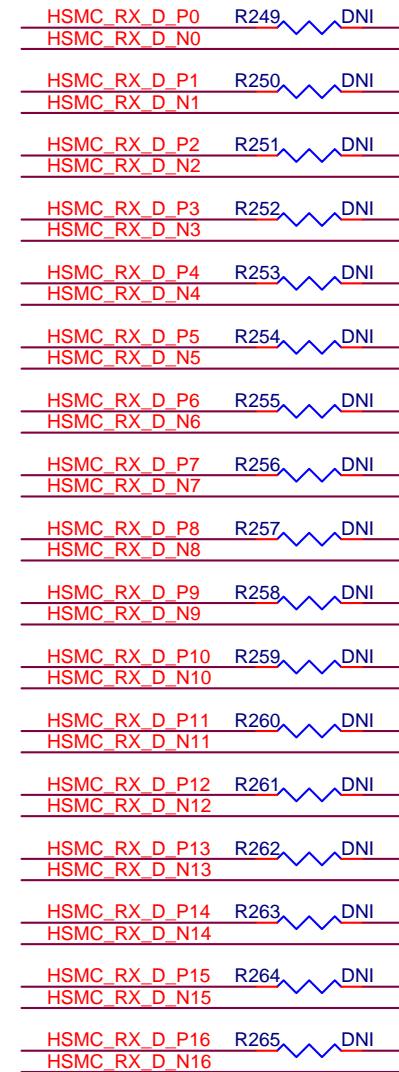 HSMC_RX_D_P0 R249 DNI
HSMC_RX_D_N0
HSMC_RX_D_P1 R250 DNI
HSMC_RX_D_N1
HSMC_RX_D_P2 R251 DNI
HSMC_RX_D_N2
HSMC_RX_D_P3 R252 DNI
HSMC_RX_D_N3
HSMC_RX_D_P4 R253 DNI
HSMC_RX_D_N4
HSMC_RX_D_P5 R254 DNI
HSMC_RX_D_N5
HSMC_RX_D_P6 R255 DNI
HSMC_RX_D_N6
HSMC_RX_D_P7 R256 DNI
HSMC_RX_D_N7
HSMC_RX_D_P8 R257 DNI
HSMC_RX_D_N8
HSMC_RX_D_P9 R258 DNI
HSMC_RX_D_N9
HSMC_RX_D_P10 R259 DNI
HSMC_RX_D_N10
HSMC_RX_D_P11 R260 DNI
HSMC_RX_D_N11
HSMC_RX_D_P12 R261 DNI
HSMC_RX_D_N12
HSMC_RX_D_P13 R262 DNI
HSMC_RX_D_N13
HSMC_RX_D_P14 R263 DNI
HSMC_RX_D_N14
HSMC_RX_D_P15 R264 DNI
HSMC_RX_D_N15
HSMC_RX_D_P16 R265 DNI
HSMC_RX_D_N16